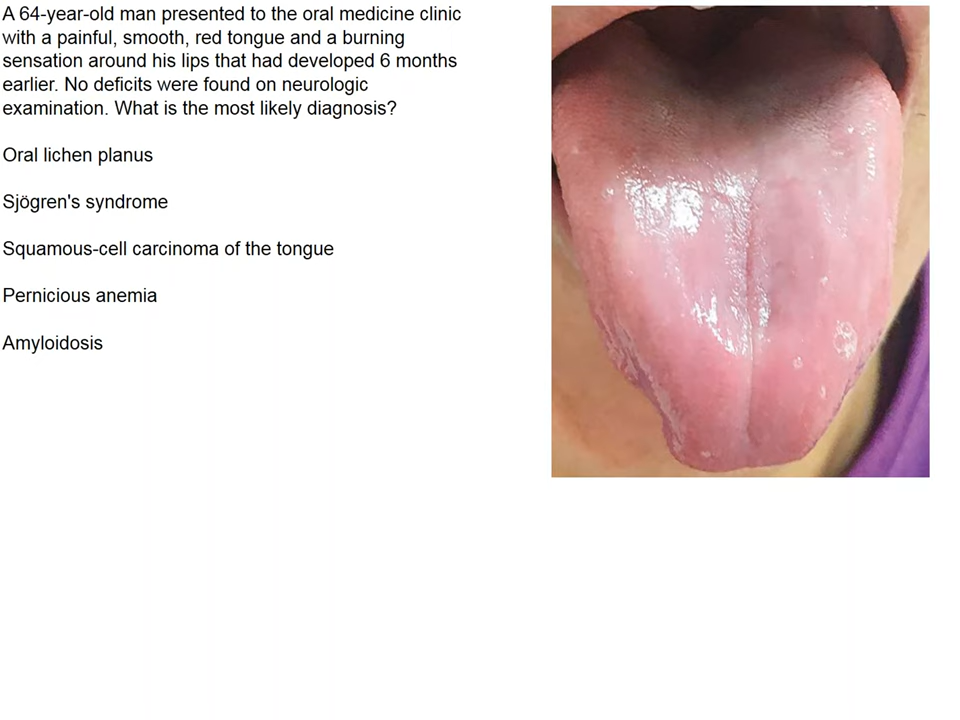 A 64-year-old man presented to the oral medicine clinic
with a painful, smooth, red tongue and a burning
sensation around his lips that had developed 6 months
earlier. No deficits were found on neurologic
examination. What is the most likely diagnosis?
Oral lichen planus
Sjögren's syndrome
Squamous-cell carcinoma of the tongue
Pernicious anemia
Amyloidosis